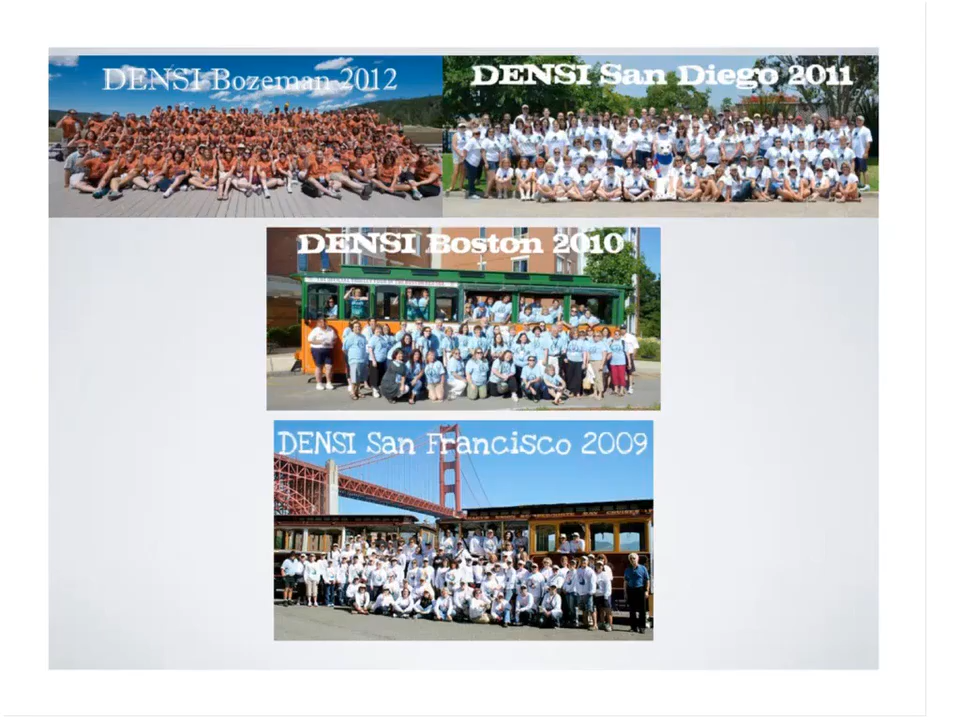 DENSI Bozeman 2012
DENSI San Diego 2011
DENSI Boston 2010
DENSI San Francisco 2009